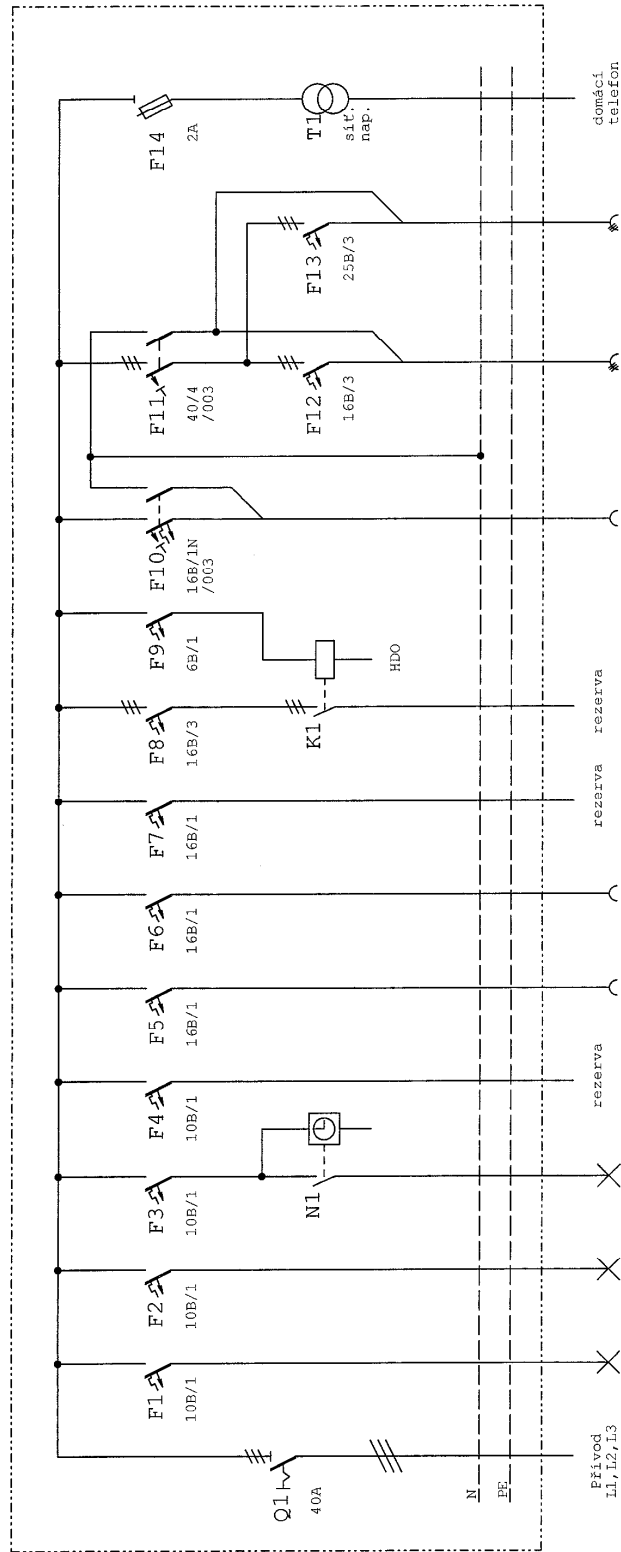 Q1
40A
F1
10B/1
F2
10B/1
F3
10B/1
N1
F4
10B/1
F5
16B/1
F6
16B/1
F7
16B/1
F8
16B/3
K1
F9
6B/1
HDO
F10
16B/1N
/003
F11
40/4
/003
F12
16B/3
F13
25B/3
F14
2A
T1
síť.
nap.
N
PE
Přívod
L1,L2,L3
rezerva
rezerva
rezerva
domácí
telefon